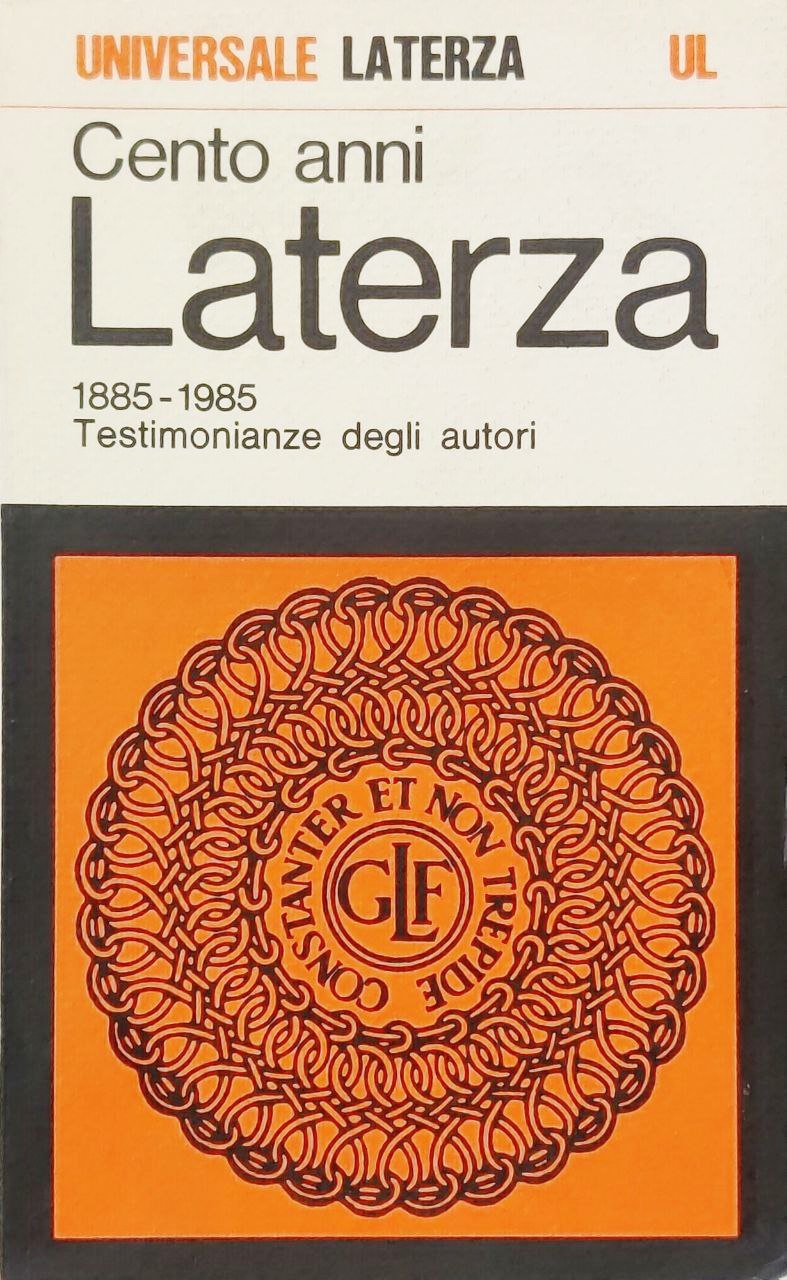 UNIVERSALE LATERZA UL
Cento anni
Laterza
1885-1985
Testimonianze degli autori
CONSTANTER ET NON TREPIDE
GLF